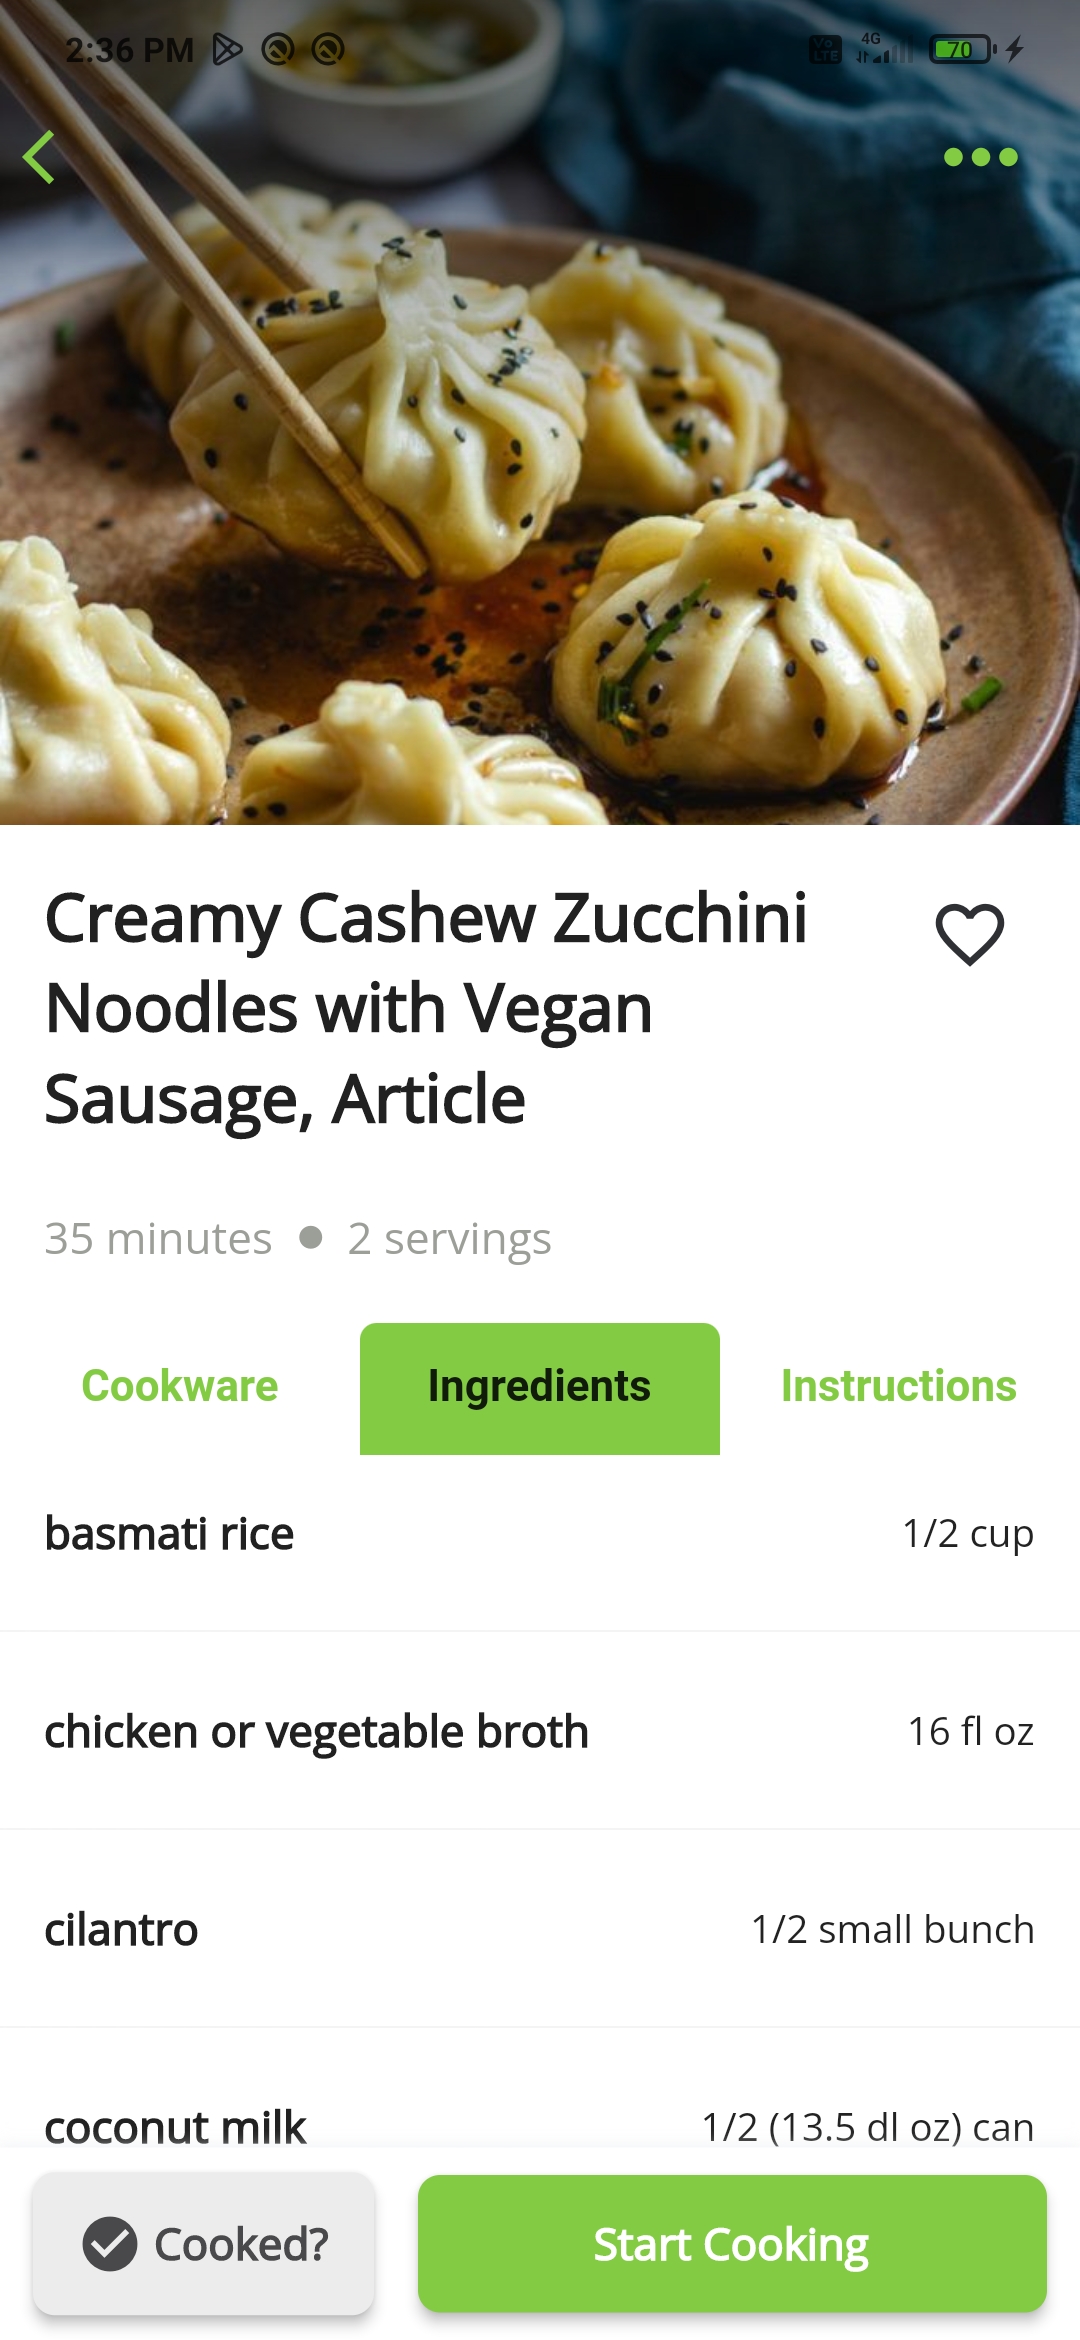 2:36 PM
Vo LTE 4G 70
Creamy Cashew Zucchini
Noodles with Vegan
Sausage, Article
35 minutes ● 2 servings
Cookware Ingredients Instructions
basmati rice 1/2 cup
chicken or vegetable broth 16 fl oz
cilantro 1/2 small bunch
coconut milk 1/2 (13.5 dl oz) can
Cooked? Start Cooking